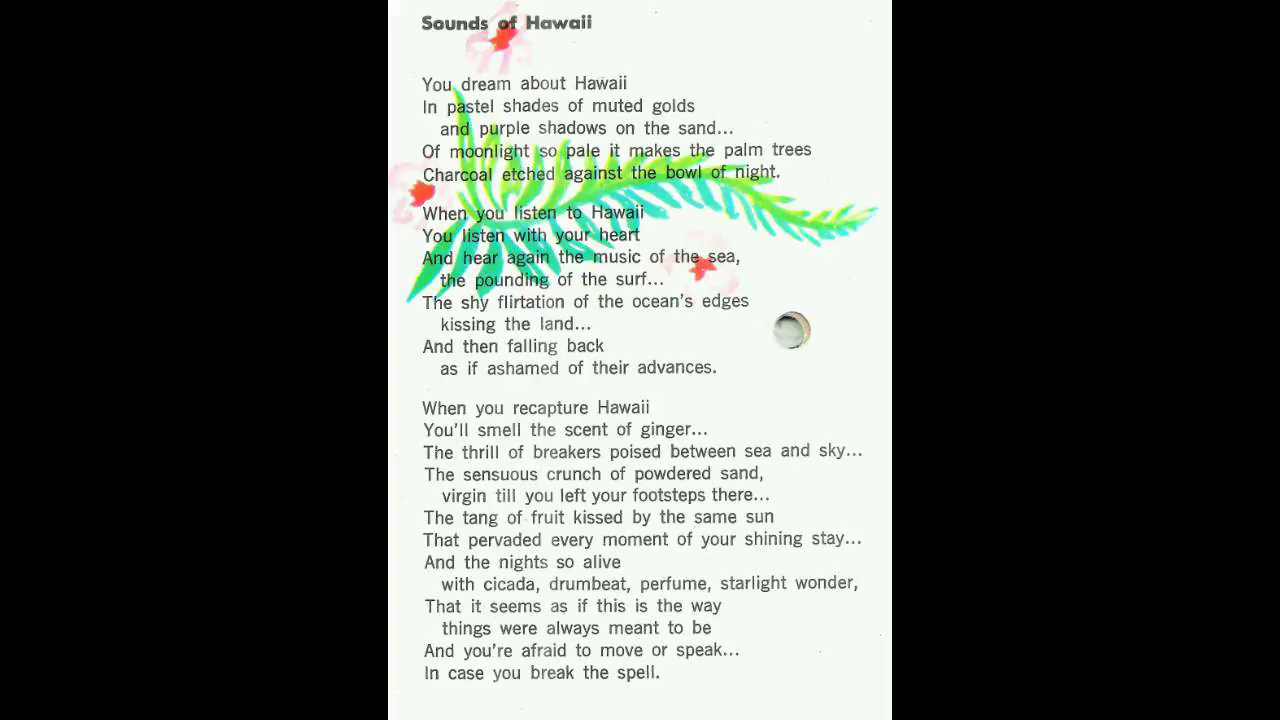 Sounds of Hawaii
You dream about Hawaii
In pastel shades of muted golds
and purple shadows on the sand...
Of moonlight so pale it makes the palm trees
Charcoal etched against the bowl of night.
When you listen to Hawaii
You listen with your heart
And hear again the music of the sea,
the pounding of the surf...
The shy flirtation of the ocean's edges
kissing the land...
And then falling back
as if ashamed of their advances.
When you recapture Hawaii
You'll smell the scent of ginger...
The thrill of breakers poised between sea and sky...
The sensuous crunch of powdered sand,
virgin till you left your footsteps there...
The tang of fruit kissed by the same sun
That pervaded every moment of your shining stay...
And the nights so alive
with cicada, drumbeat, perfume, starlight wonder,
That it seems as if this is the way
things were always meant to be
And you're afraid to move or speak...
In case you break the spell.